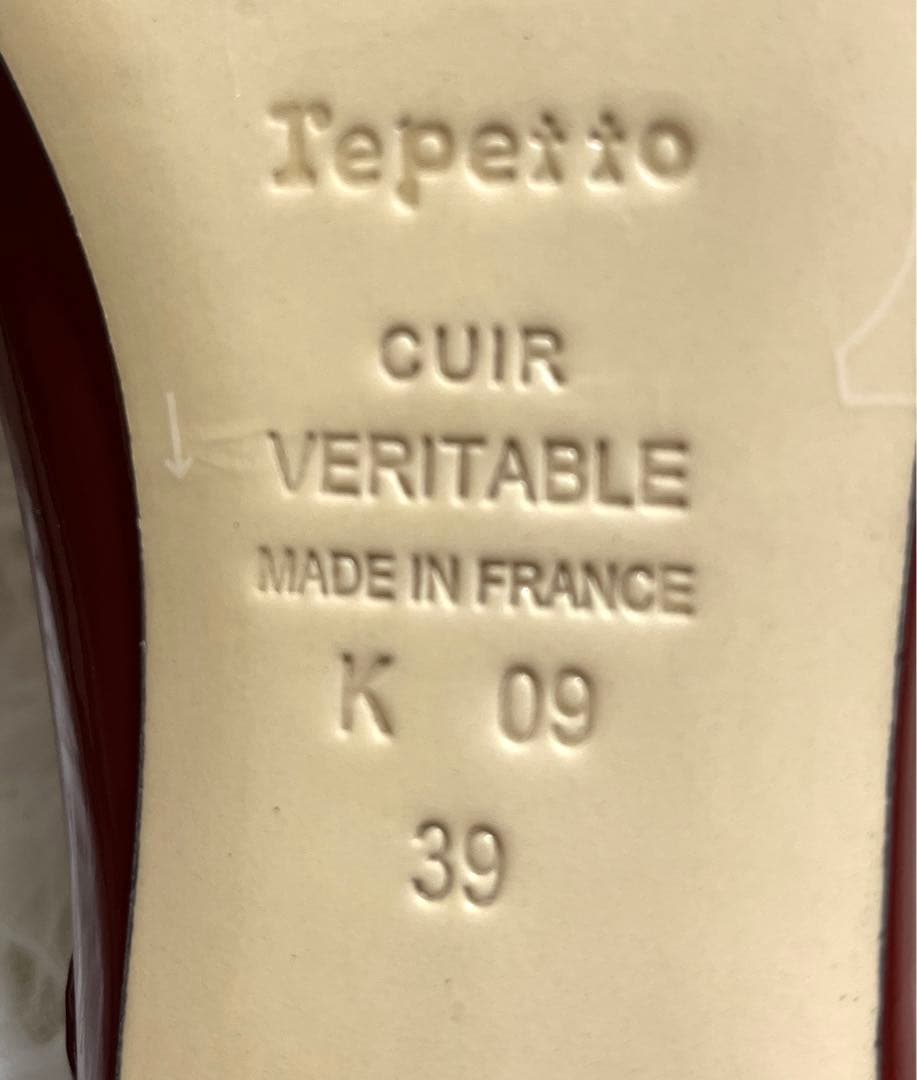 repetto
CUIR
VERITABLE
MADE IN FRANCE
K 09
39